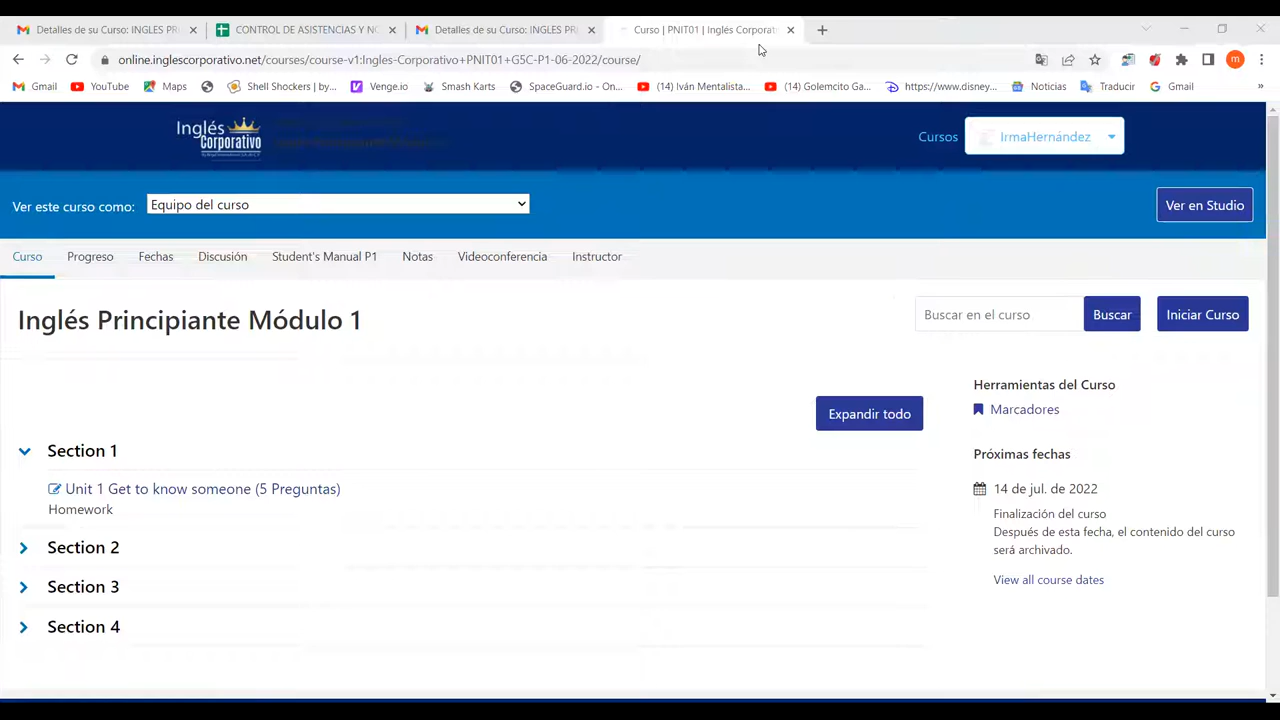 Detalles de su Curso: INGLES PR
CONTROL DE ASISTENCIAS Y NO
Detalles de su Curso: INGLES PR
Curso | PNIT01 | Inglés Corporati
online.inglescorporativo.net/courses/course-v1:Ingles-Corporativo+PNIT01+G5C-P1-06-2022/course/
m
Gmail
YouTube
Maps
Shell Shockers | by...
Venge.io
Smash Karts
SpaceGuard.io - On...
(14) Iván Mentalista...
(14) Golemcito Ga...
https://www.disney...
Noticias
Traducir
Gmail
»
Inglés
Corporativo
Cursos
IrmaHernández
Ver este curso como:
Equipo del curso
Ver en Studio
Curso
Progreso
Fechas
Discusión
Student's Manual P1
Notas
Videoconferencia
Instructor
Inglés Principiante Módulo 1
Buscar en el curso
Buscar
Iniciar Curso
Herramientas del Curso
Marcadores
Expandir todo
Section 1
Unit 1 Get to know someone (5 Preguntas)
Homework
Section 2
Section 3
Section 4
Próximas fechas
14 de jul. de 2022
Finalización del curso
Después de esta fecha, el contenido del curso
será archivado.
View all course dates